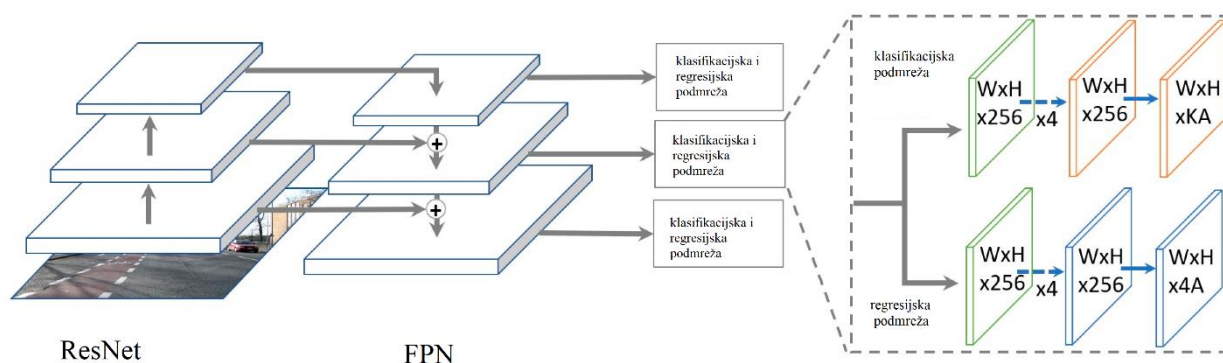 klasifikacijska i
regresijska
podmreža
klasifikacijska i
regresijska
podmreža
klasifikacijska i
regresijska
podmreža
klasifikacijska
podmreža
WxH
x256
x4
WxH
x256
WxH
xKA
WxH
x256
x4
WxH
x256
WxH
x4A
regresijska
podmreža
+
+
ResNet
FPN